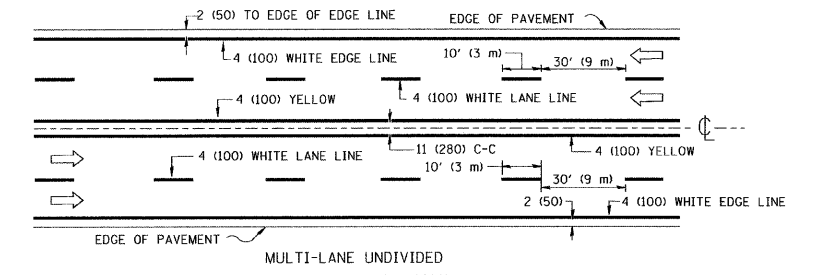 2 (50) TO EDGE OF EDGE LINE
EDGE OF PAVEMENT
4 (100) WHITE EDGE LINE
10' (3 m)
30' (9 m)
4 (100) YELLOW
4 (100) WHITE LANE LINE
℄
4 (100) WHITE LANE LINE
11 (280) C-C
4 (100) YELLOW
10' (3 m)
30' (9 m)
2 (50)
4 (100) WHITE EDGE LINE
EDGE OF PAVEMENT
MULTI-LANE UNDIVIDED